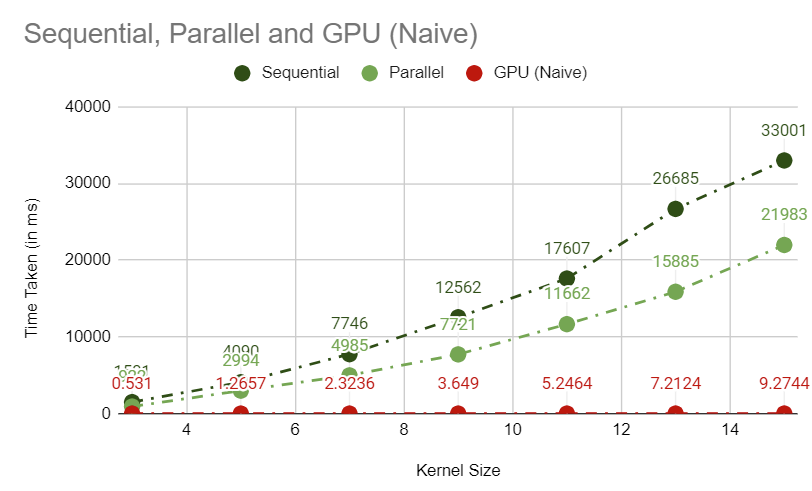 Sequential, Parallel and GPU (Naive)
Sequential Parallel GPU (Naive)
40000
30000
20000
10000
0
Time Taken (in ms)
33001
26685
21983
17607
15885
12562
11662
7746
7721
4985
4090
2994
0.531 1.2657 2.3236 3.649 5.2464 7.2124 9.2744
4 6 8 10 12 14
Kernel Size